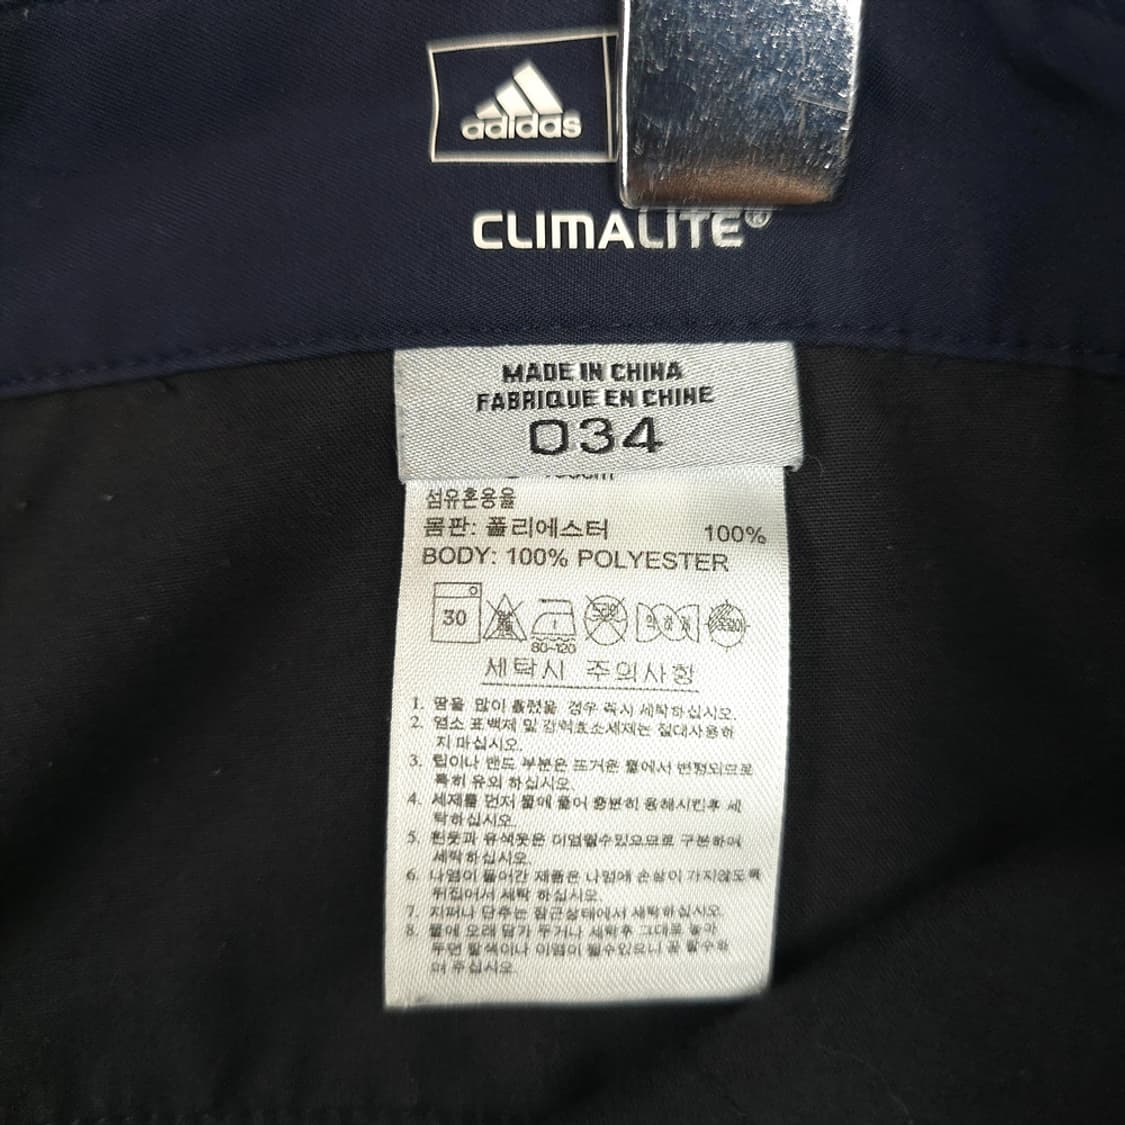 adidas
CLIMALITE®
MADE IN CHINA
FABRIQUE EN CHINE
034
섬유혼용율
몸판: 폴리에스터 100%
BODY: 100% POLYESTER
30
80~120
세탁시 주의사항
1. 땀을 많이 흘렸을 경우 즉시 세탁하십시오.
2. 염소 표백제 및 강력효소세제는 절대사용하
지 마십시오.
3. 립이나 밴드 부분은 뜨거운 물에서 변형되므로
특히 유의 하십시오.
4. 세제를 먼저 물에 풀어 충분히 용해시킨후 세
탁하십시오.
5. 흰옷과 유색옷은 이염될수있으므로 구분하여
세탁하십시오.
6. 나염이 들어간 제품은 나염에 손상이 가지않도록
뒤집어서 세탁 하십시오.
7. 지퍼나 단추는 잠근상태에서 세탁하십시오.
8. 물에 오래 담가 두거나 세탁후 그대로 놓아
두면 탈색이나 이염이 될수있으니 곧 탈수하
여 주십시오.